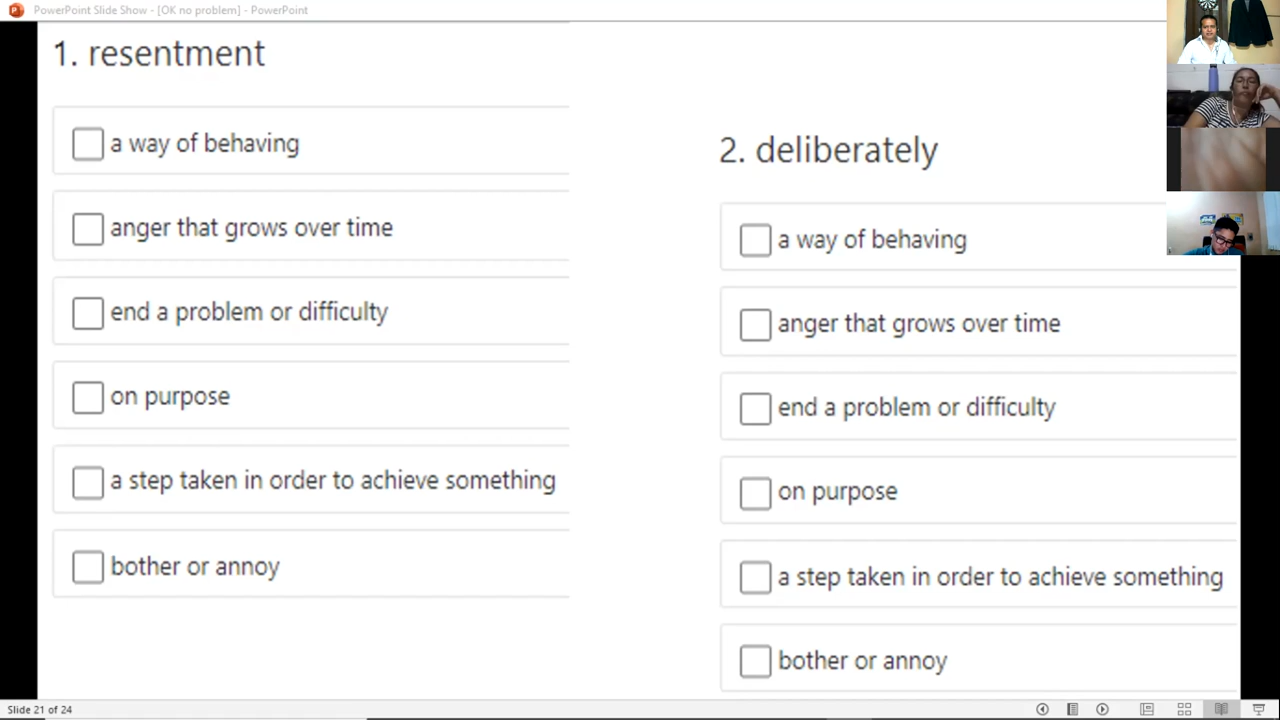 PowerPoint Slide Show - [OK no problem] - PowerPoint
1. resentment
a way of behaving
anger that grows over time
end a problem or difficulty
on purpose
a step taken in order to achieve something
bother or annoy
2. deliberately
a way of behaving
anger that grows over time
end a problem or difficulty
on purpose
a step taken in order to achieve something
bother or annoy
Slide 21 of 24